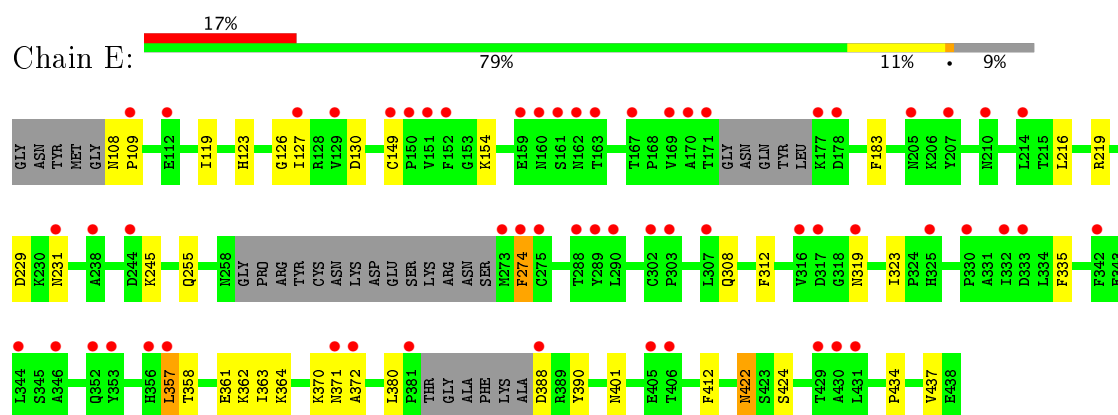 17%
Chain E:
79% 11% • 9%
GLY ASN TYR MET GLY N108 P109 E112 I119 H123 G126 I127 R128 V129 D130 C149 P150 V151 F152 G153 K154 E159 N160 S161 N162 T163 T167 P168 V169 A170 T171 GLY ASN GLN TYR LEU K177 D178 F183 N205 K206 Y207 N210 L214 T215 L216 R219
D229 K230 N231 A238 D244 K245 Q255 N258 GLY PRO ARG TYR CYS ASN LYS ASP GLU SER LYS ARG ASN SER M273 F274 C275 T288 Y289 L290 C302 P303 L307 Q308 F312 V316 D317 G318 N319 I323 P324 H325 P330 A331 I332 D333 L334 F335 F342 E343
L344 S345 A346 Q352 Y353 H356 L357 T358 E361 K362 I363 K364 K370 N371 A372 L380 P381 THR GLY ALA PHE LYS ALA D388 R389 Y390 N401 E405 T406 F412 N422 S423 S424 T429 A430 L431 P434 V437 E438